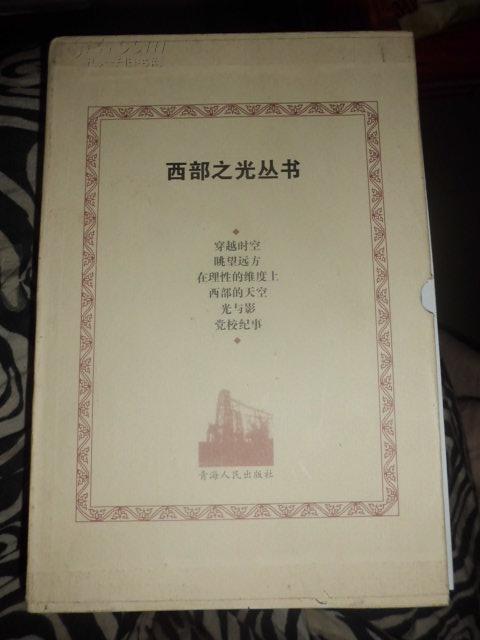 西部之光丛书
穿越时空
眺望远方
在理性的维度上
西部的天空
光与影
党校纪事
青海人民出版社